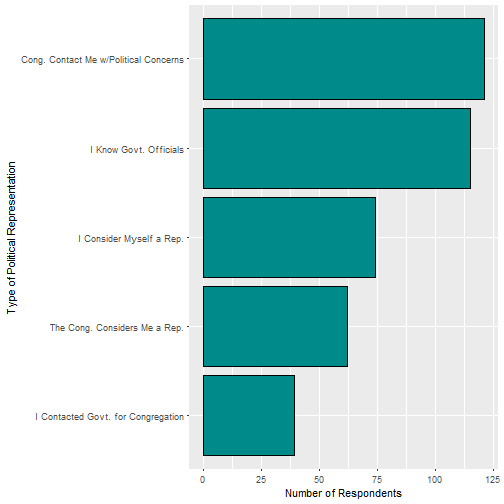 Cong. Contact Me w/Political Concerns
I Know Govt. Officials
I Consider Myself a Rep.
The Cong. Considers Me a Rep.
I Contacted Govt. for Congregation
Type of Political Representation
0 25 50 75 100 125
Number of Respondents